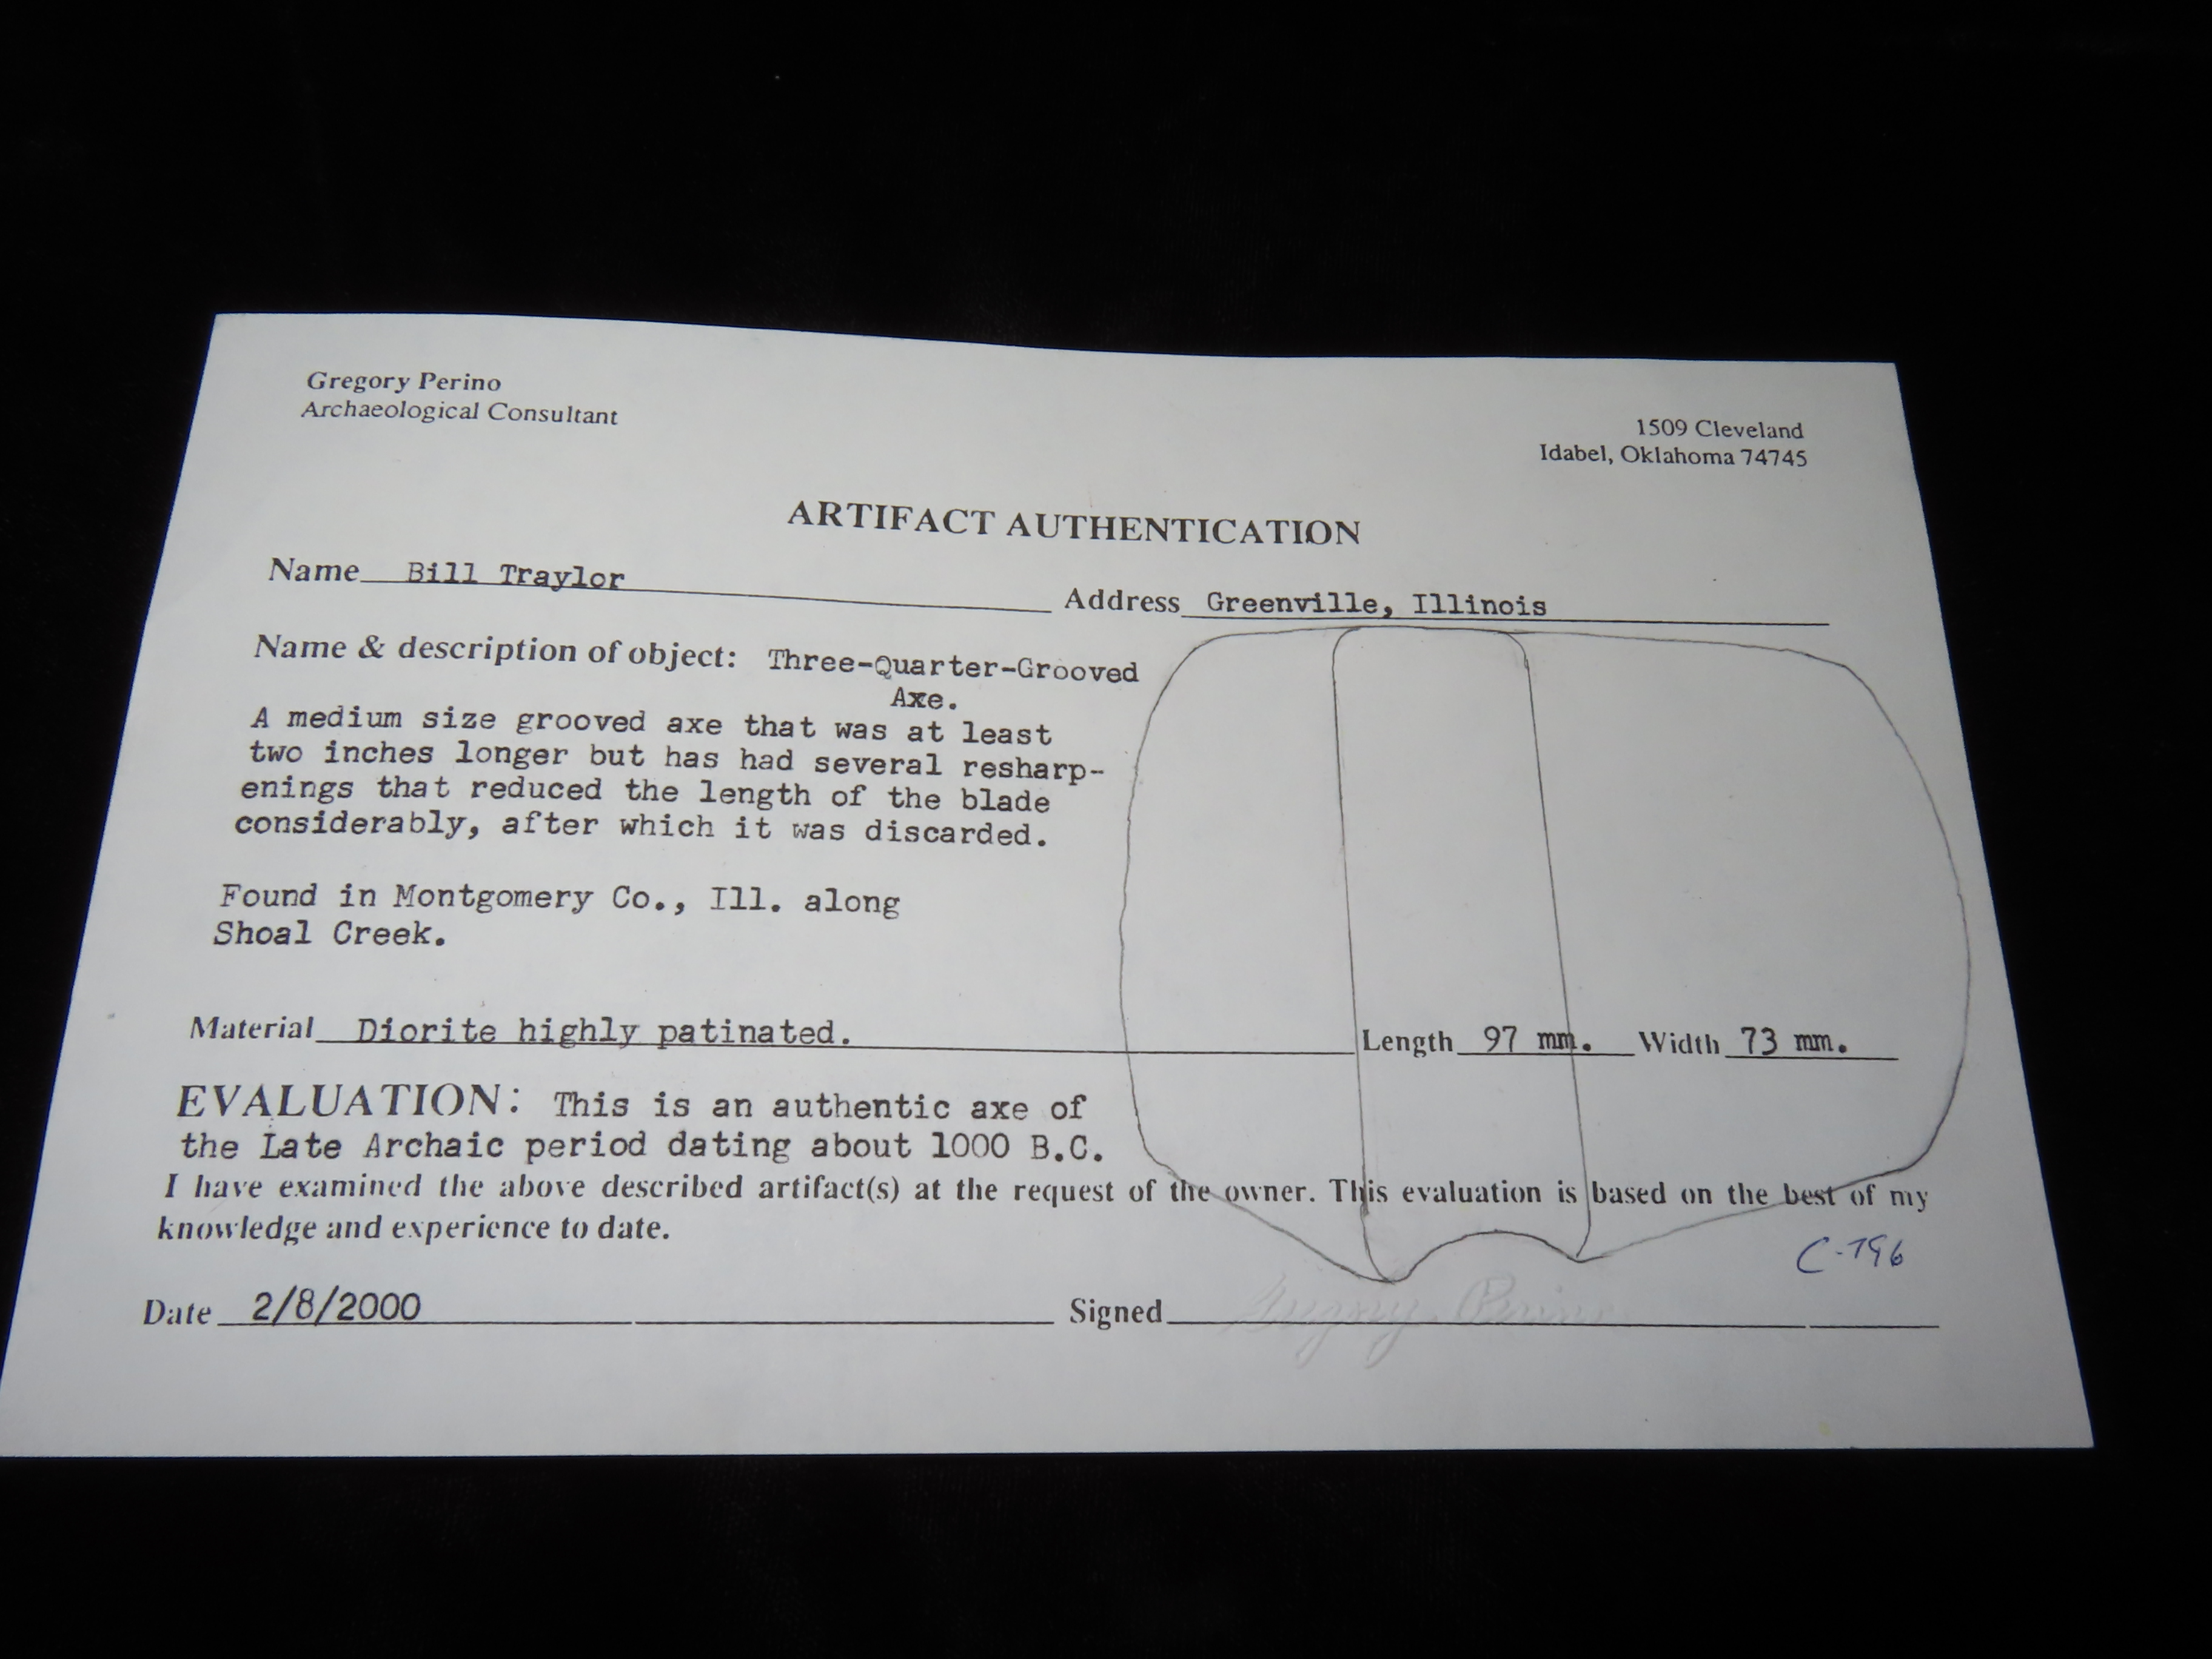 Gregory Perino
Archaeological Consultant
1509 Cleveland
Idabel, Oklahoma 74745
ARTIFACT AUTHENTICATION
Name Bill Traylor Address Greenville, Illinois
Name & description of object: Three-Quarter-Grooved
Axe.
A medium size grooved axe that was at least
two inches longer but has had several resharp-
enings that reduced the length of the blade
considerably, after which it was discarded.
Found in Montgomery Co., Ill. along
Shoal Creek.
Material Diorite highly patinated. Length 97 mm. Width 73 mm.
EVALUATION: This is an authentic axe of
the Late Archaic period dating about 1000 B.C.
I have examined the above described artifact(s) at the request of the owner. This evaluation is based on the best of my
knowledge and experience to date.
C-796
Date 2/8/2000 Signed Gregory Perino